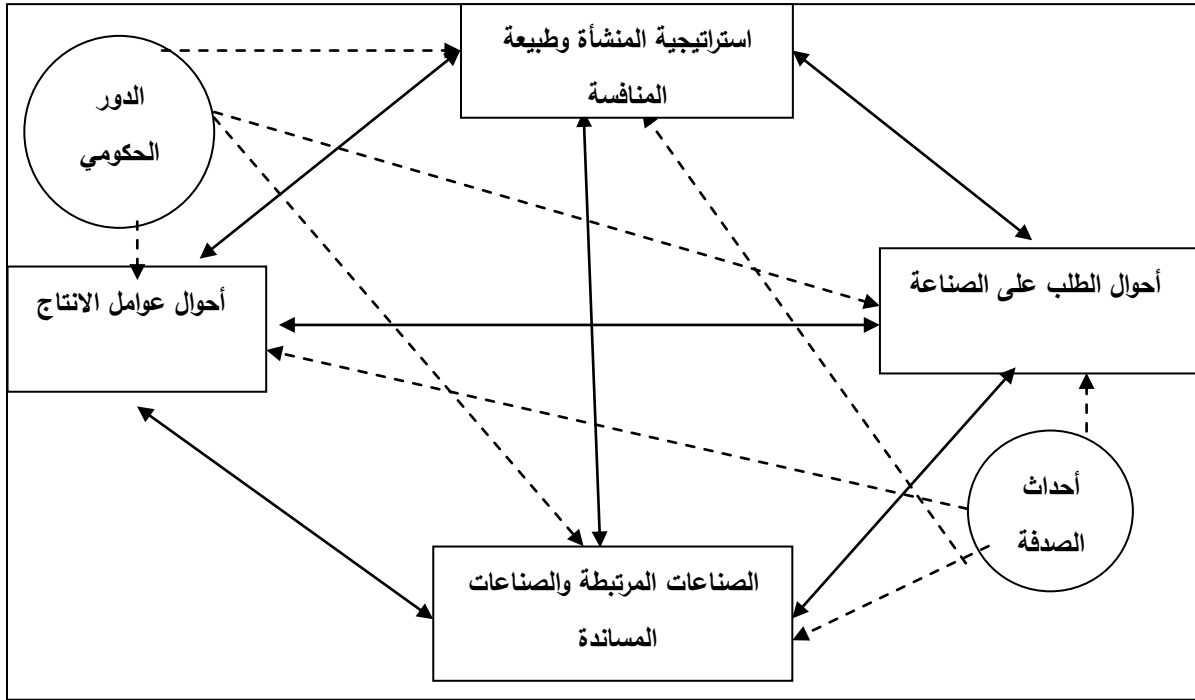 استراتيجية المنشأة وطبيعة
المنافسة
الدور
الحكومي
أحوال الطلب على الصناعة
أحوال عوامل الانتاج
أحداث
الصدفة
الصناعات المرتبطة والصناعات
المساندة